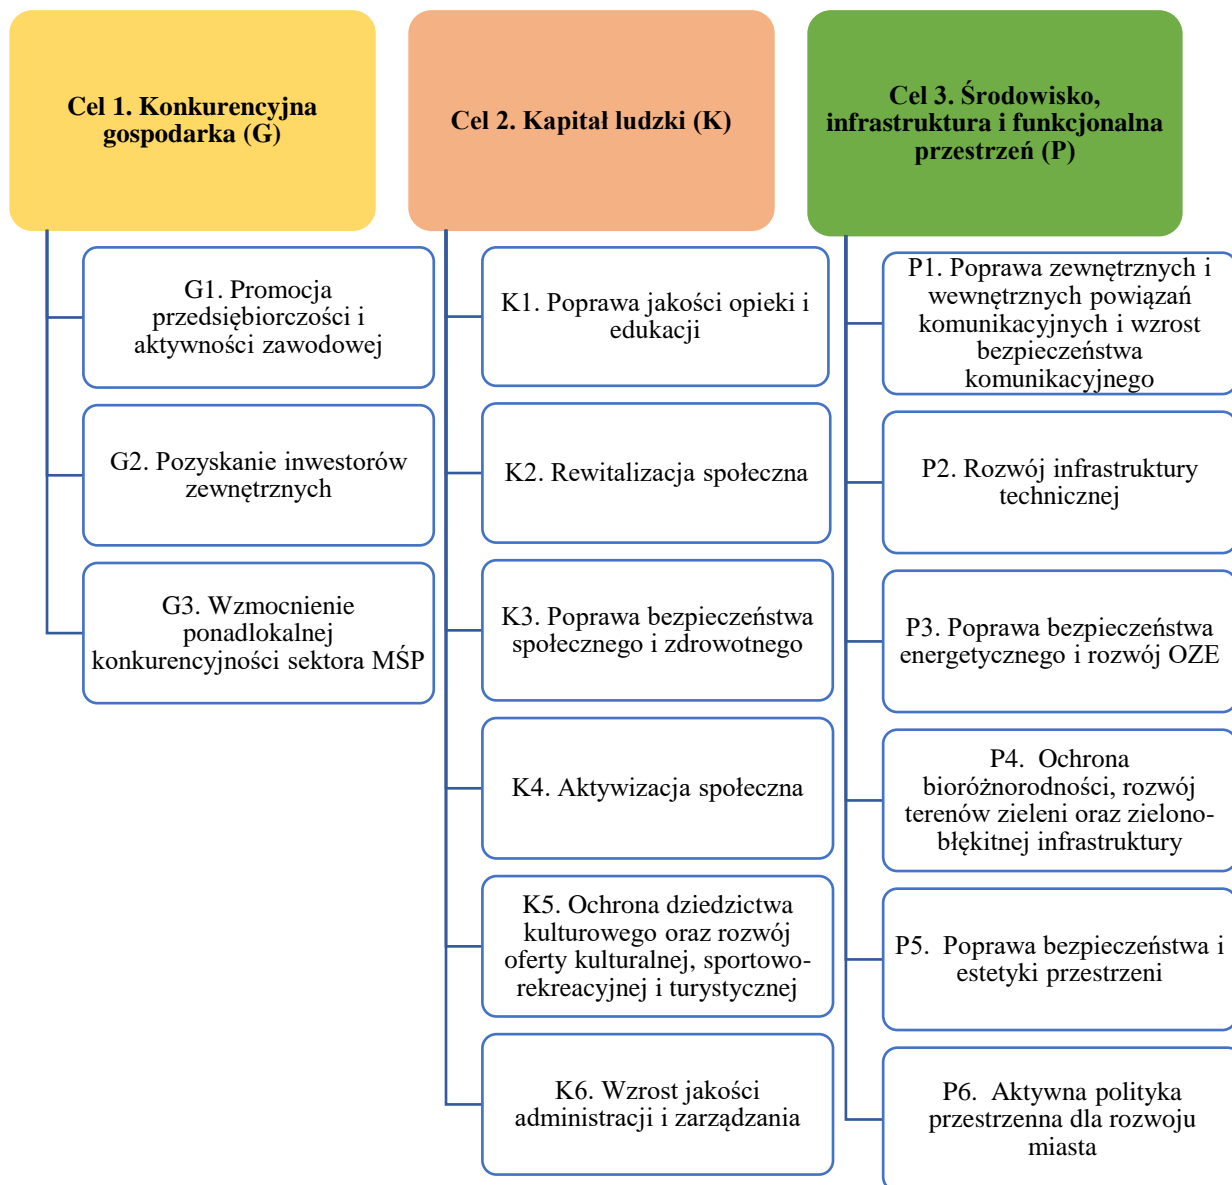 Cel 1. Konkurencyjna
gospodarka (G)
G1. Promocja
przedsiębiorczości i
aktywności zawodowej
G2. Pozyskanie inwestorów
zewnętrznych
G3. Wzmocnienie
ponadlokalnej
konkurencyjności sektora MŚP
Cel 2. Kapitał ludzki (K)
K1. Poprawa jakości opieki i
edukacji
K2. Rewitalizacja społeczna
K3. Poprawa bezpieczeństwa
społecznego i zdrowotnego
K4. Aktywizacja społeczna
K5. Ochrona dziedzictwa
kulturowego oraz rozwój
oferty kulturalnej, sportowo-
rekreacyjnej i turystycznej
K6. Wzrost jakości
administracji i zarządzania
Cel 3. Środowisko,
infrastruktura i funkcjonalna
przestrzeń (P)
P1. Poprawa zewnętrznych i
wewnętrznych powiązań
komunikacyjnych i wzrost
bezpieczeństwa
komunikacyjnego
P2. Rozwój infrastruktury
technicznej
P3. Poprawa bezpieczeństwa
energetycznego i rozwój OZE
P4. Ochrona
bioróżnorodności, rozwój
terenów zieleni oraz zielono-
błękitnej infrastruktury
P5. Poprawa bezpieczeństwa i
estetyki przestrzeni
P6. Aktywna polityka
przestrzenna dla rozwoju
miasta